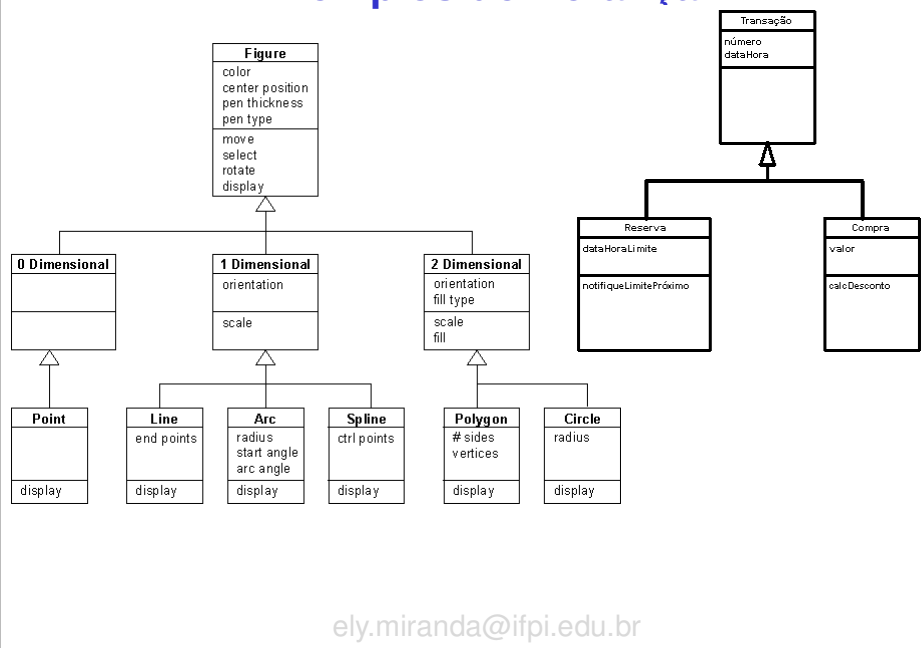 Transação
número
dataHora
Figure
color
center position
pen thickness
pen type
move
select
rotate
display
Reserva
dataHoraLimite
notifiqueLimitePróximo
Compra
valor
calcDesconto
0 Dimensional
1 Dimensional
orientation
scale
2 Dimensional
orientation
fill type
scale
fill
Point
display
Line
end points
display
Arc
radius
start angle
arc angle
display
Spline
ctrl points
display
Polygon
# sides
vertices
display
Circle
radius
display
ely.miranda@ifpi.edu.br